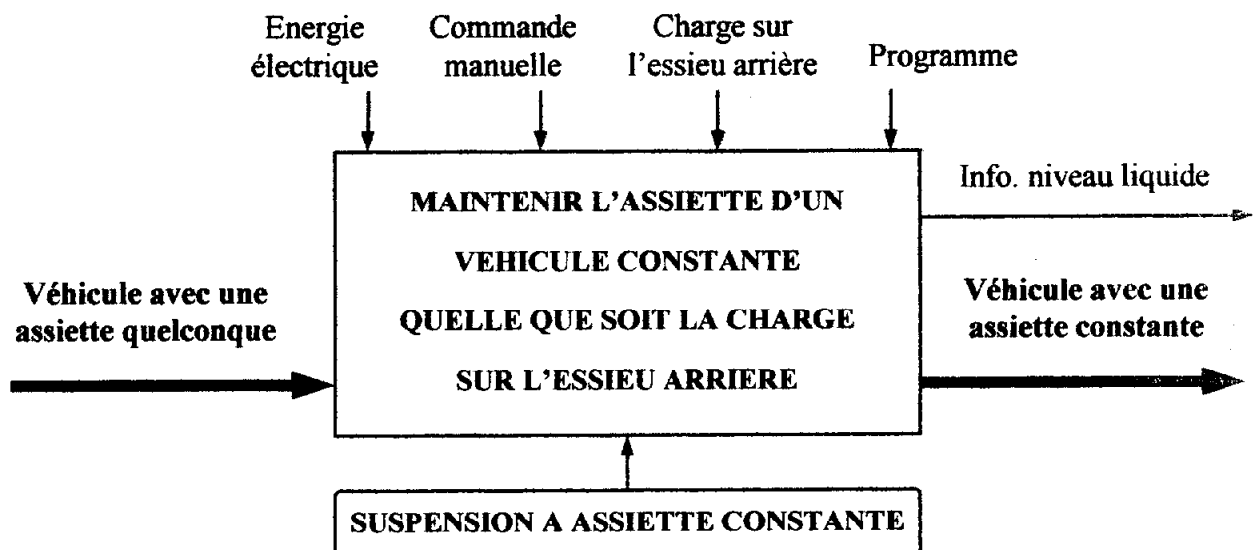 Energie
électrique
Commande
manuelle
Charge sur
l'essieu arrière
Programme
MAINTENIR L'ASSIETTE D'UN
VEHICULE CONSTANTE
QUELLE QUE SOIT LA CHARGE
SUR L'ESSIEU ARRIERE
Info. niveau liquide
Véhicule avec une
assiette quelconque
Véhicule avec une
assiette constante
SUSPENSION A ASSIETTE CONSTANTE